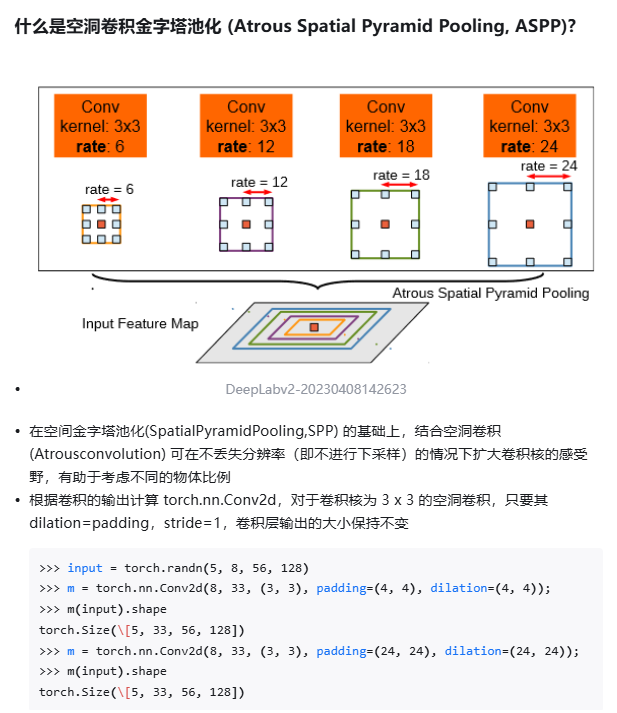 什么是空洞卷积金字塔池化 (Atrous Spatial Pyramid Pooling, ASPP)?
Conv
kernel: 3x3
rate: 6
Conv
kernel: 3x3
rate: 12
Conv
kernel: 3x3
rate: 18
Conv
kernel: 3x3
rate: 24
rate = 6
rate = 12
rate = 18
rate = 24
Atrous Spatial Pyramid Pooling
Input Feature Map
DeepLabv2-20230408142623
• 在空间金字塔池化(SpatialPyramidPooling,SPP) 的基础上，结合空洞卷积
(Atrousconvolution) 可在不丢失分辨率（即不进行下采样）的情况下扩大卷积核的感受
野，有助于考虑不同的物体比例
• 根据卷积的输出计算 torch.nn.Conv2d，对于卷积核为 3 x 3 的空洞卷积，只要其
dilation=padding，stride=1，卷积层输出的大小保持不变
>>> input = torch.randn(5, 8, 56, 128)
>>> m = torch.nn.Conv2d(8, 33, (3, 3), padding=(4, 4), dilation=(4, 4));
>>> m(input).shape
torch.Size(\[5, 33, 56, 128])
>>> m = torch.nn.Conv2d(8, 33, (3, 3), padding=(24, 24), dilation=(24, 24));
>>> m(input).shape
torch.Size(\[5, 33, 56, 128])